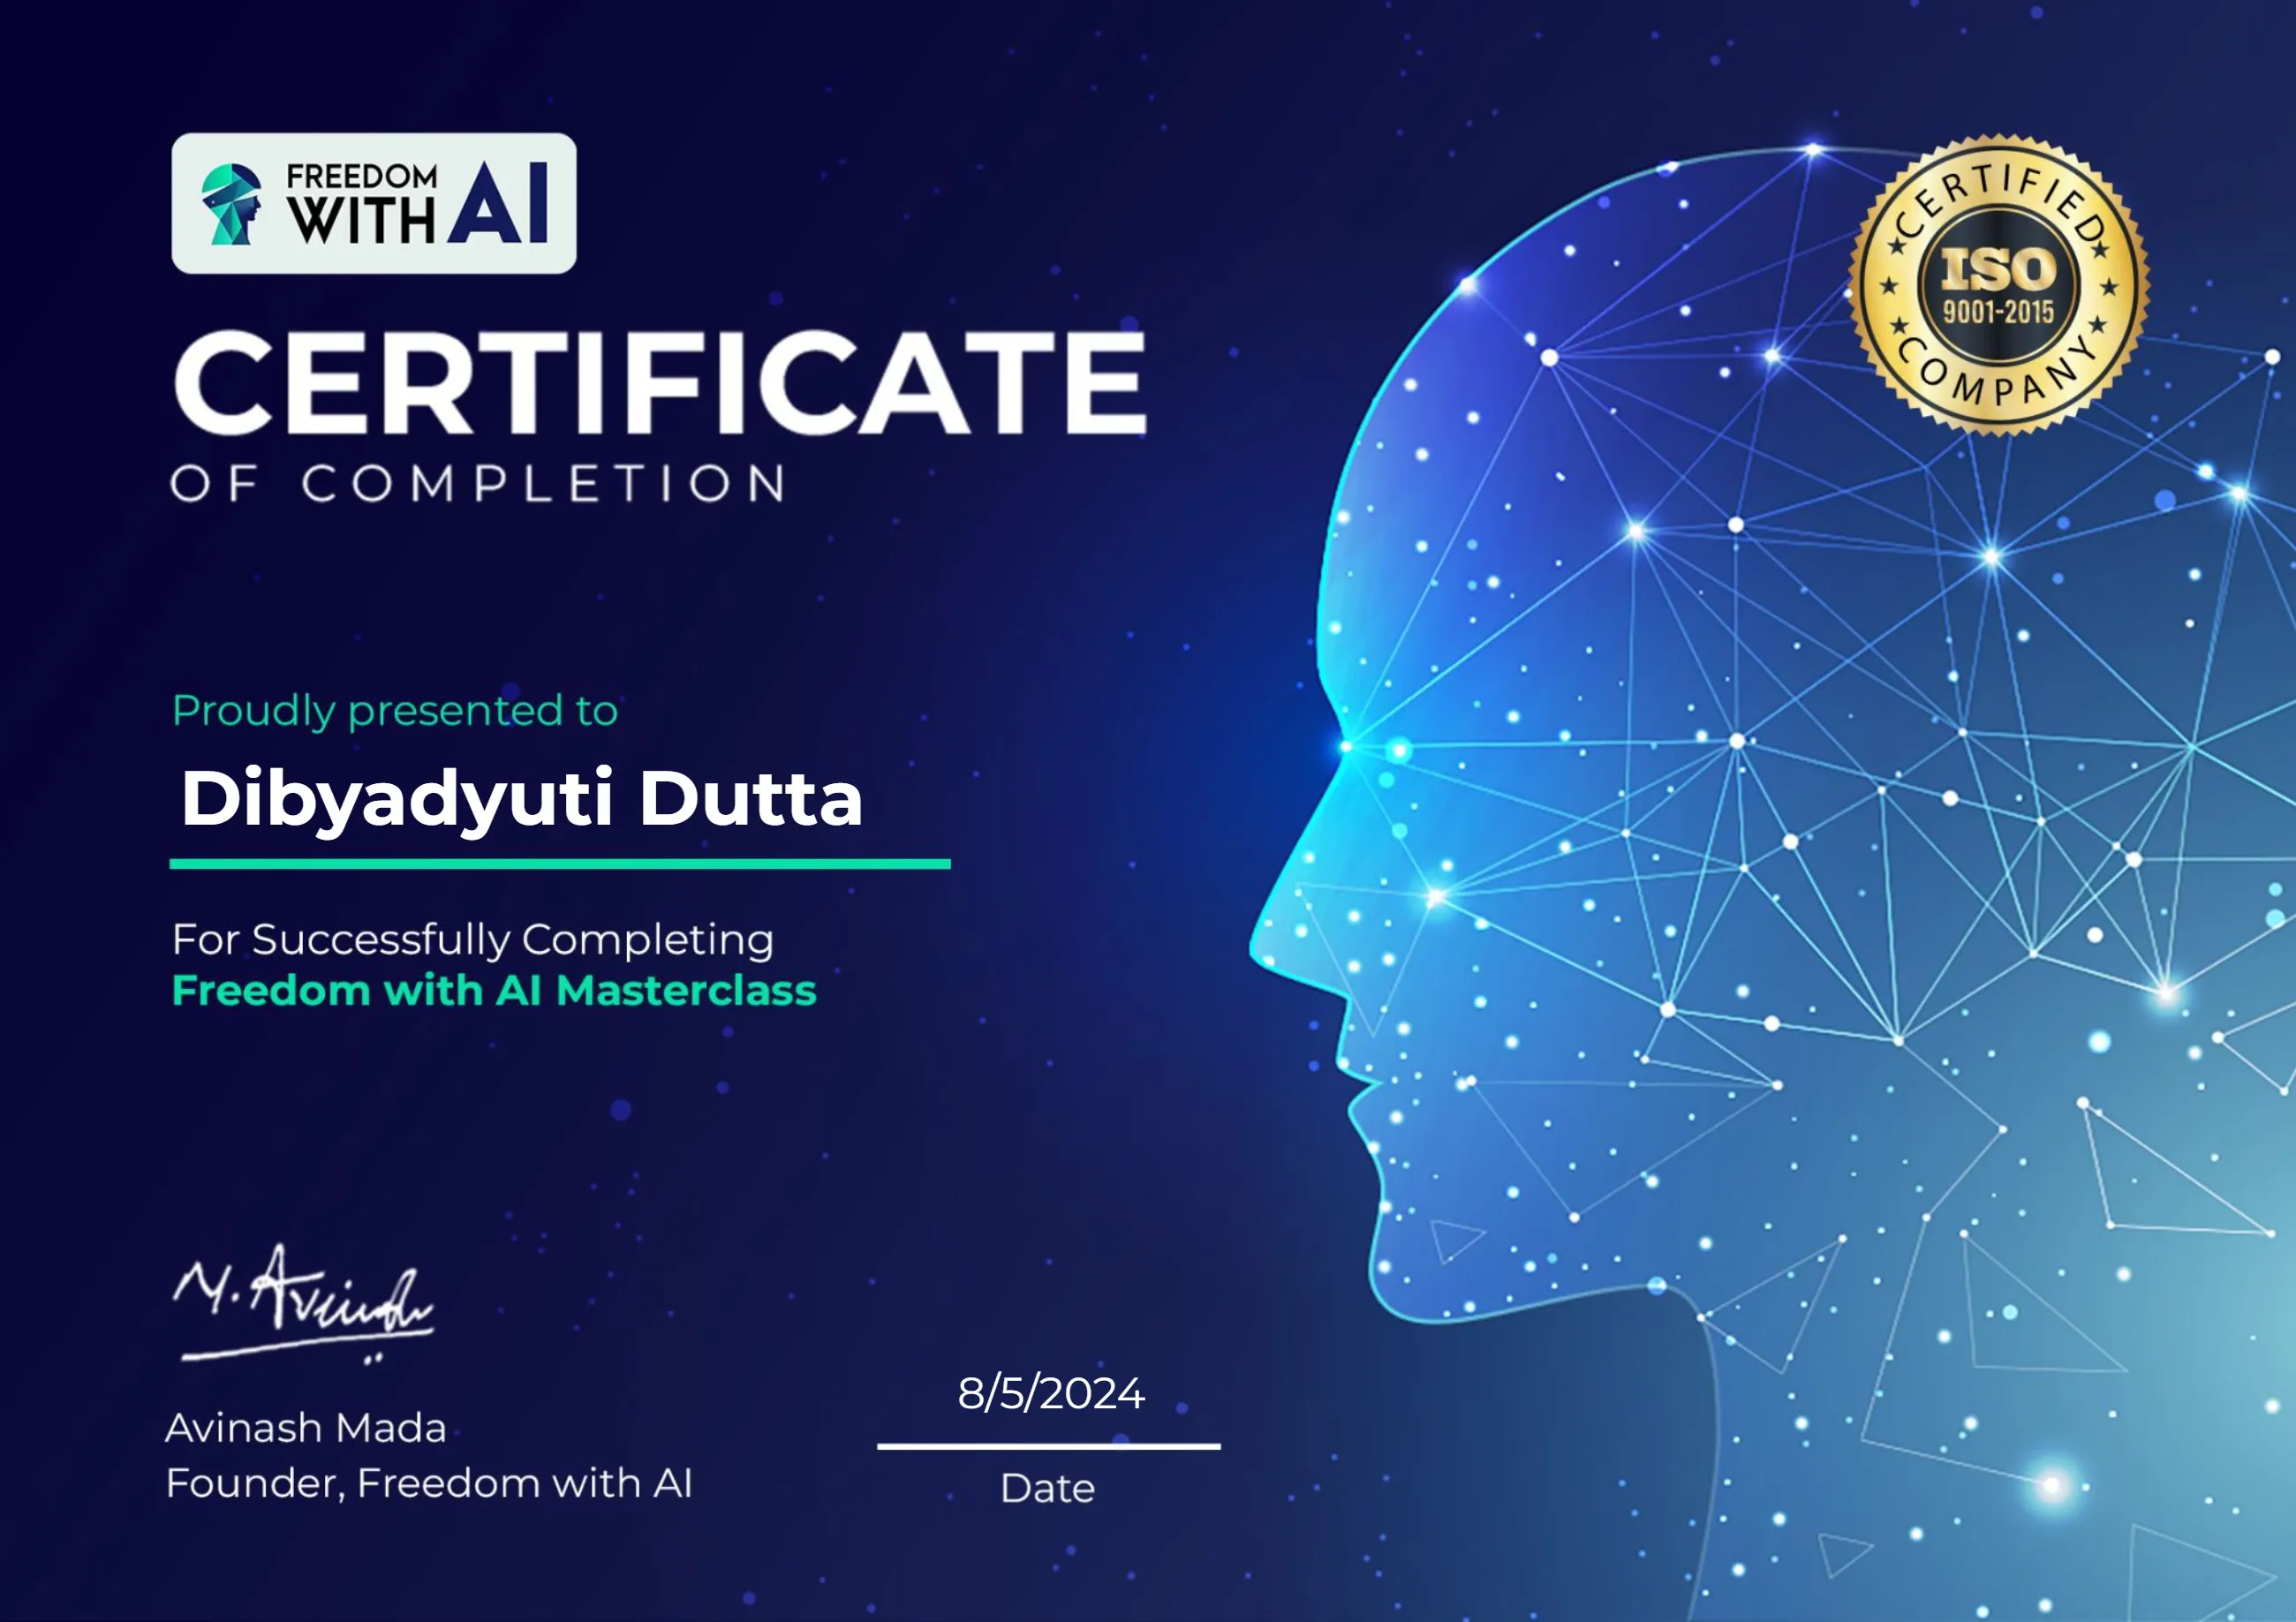 FREEDOM
WITH AI
CERTIFICATE
OF COMPLETION
CERTIFIED
ISO
9001-2015
COMPANY
Proudly presented to
Dibyadyuti Dutta
For Successfully Completing
Freedom with AI Masterclass
M. Avinash
Avinash Mada
Founder, Freedom with AI
8/5/2024
Date